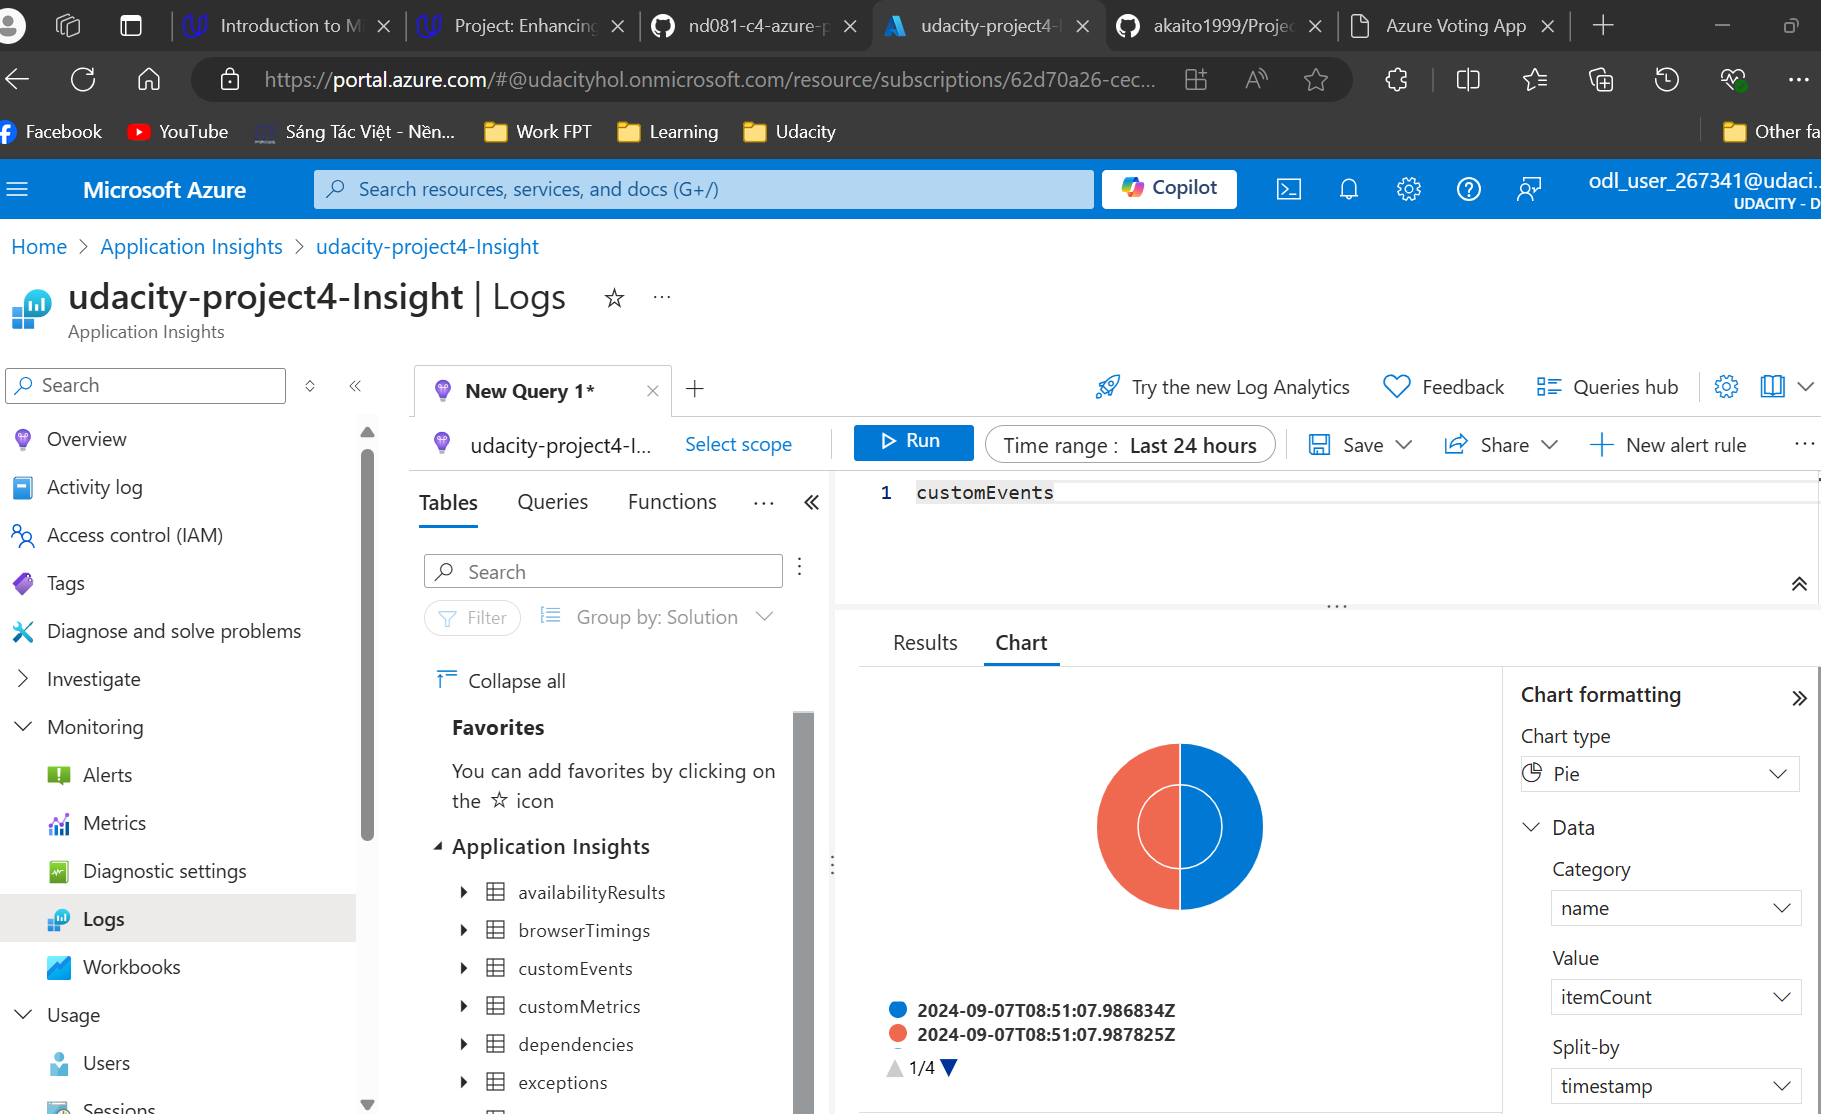 Introduction to Mi
Project: Enhancing
nd081-c4-azure-p
udacity-project4-I
akaito1999/Projec
Azure Voting App
https://portal.azure.com/#@udacityhol.onmicrosoft.com/resource/subscriptions/62d70a26-cec...
Facebook
YouTube
Sáng Tác Việt - Nền...
Work FPT
Learning
Udacity
Other fa
Microsoft Azure
Search resources, services, and docs (G+/)
Copilot
odl_user_267341@udaci...
UDACITY - D
Home > Application Insights > udacity-project4-Insight
udacity-project4-Insight | Logs
Application Insights
Search
Overview
Activity log
Access control (IAM)
Tags
Diagnose and solve problems
Investigate
Monitoring
Alerts
Metrics
Diagnostic settings
Logs
Workbooks
Usage
Users
Sessions
New Query 1*
Try the new Log Analytics
Feedback
Queries hub
udacity-project4-I...
Select scope
Run
Time range : Last 24 hours
Save
Share
New alert rule
Tables
Queries
Functions
Search
Filter
Group by: Solution
Collapse all
Favorites
You can add favorites by clicking on
the ☆ icon
Application Insights
availabilityResults
browserTimings
customEvents
customMetrics
dependencies
exceptions
1 customEvents
Results
Chart
2024-09-07T08:51:07.986834Z
2024-09-07T08:51:07.987825Z
1/4
Chart formatting
Chart type
Pie
Data
Category
name
Value
itemCount
Split-by
timestamp